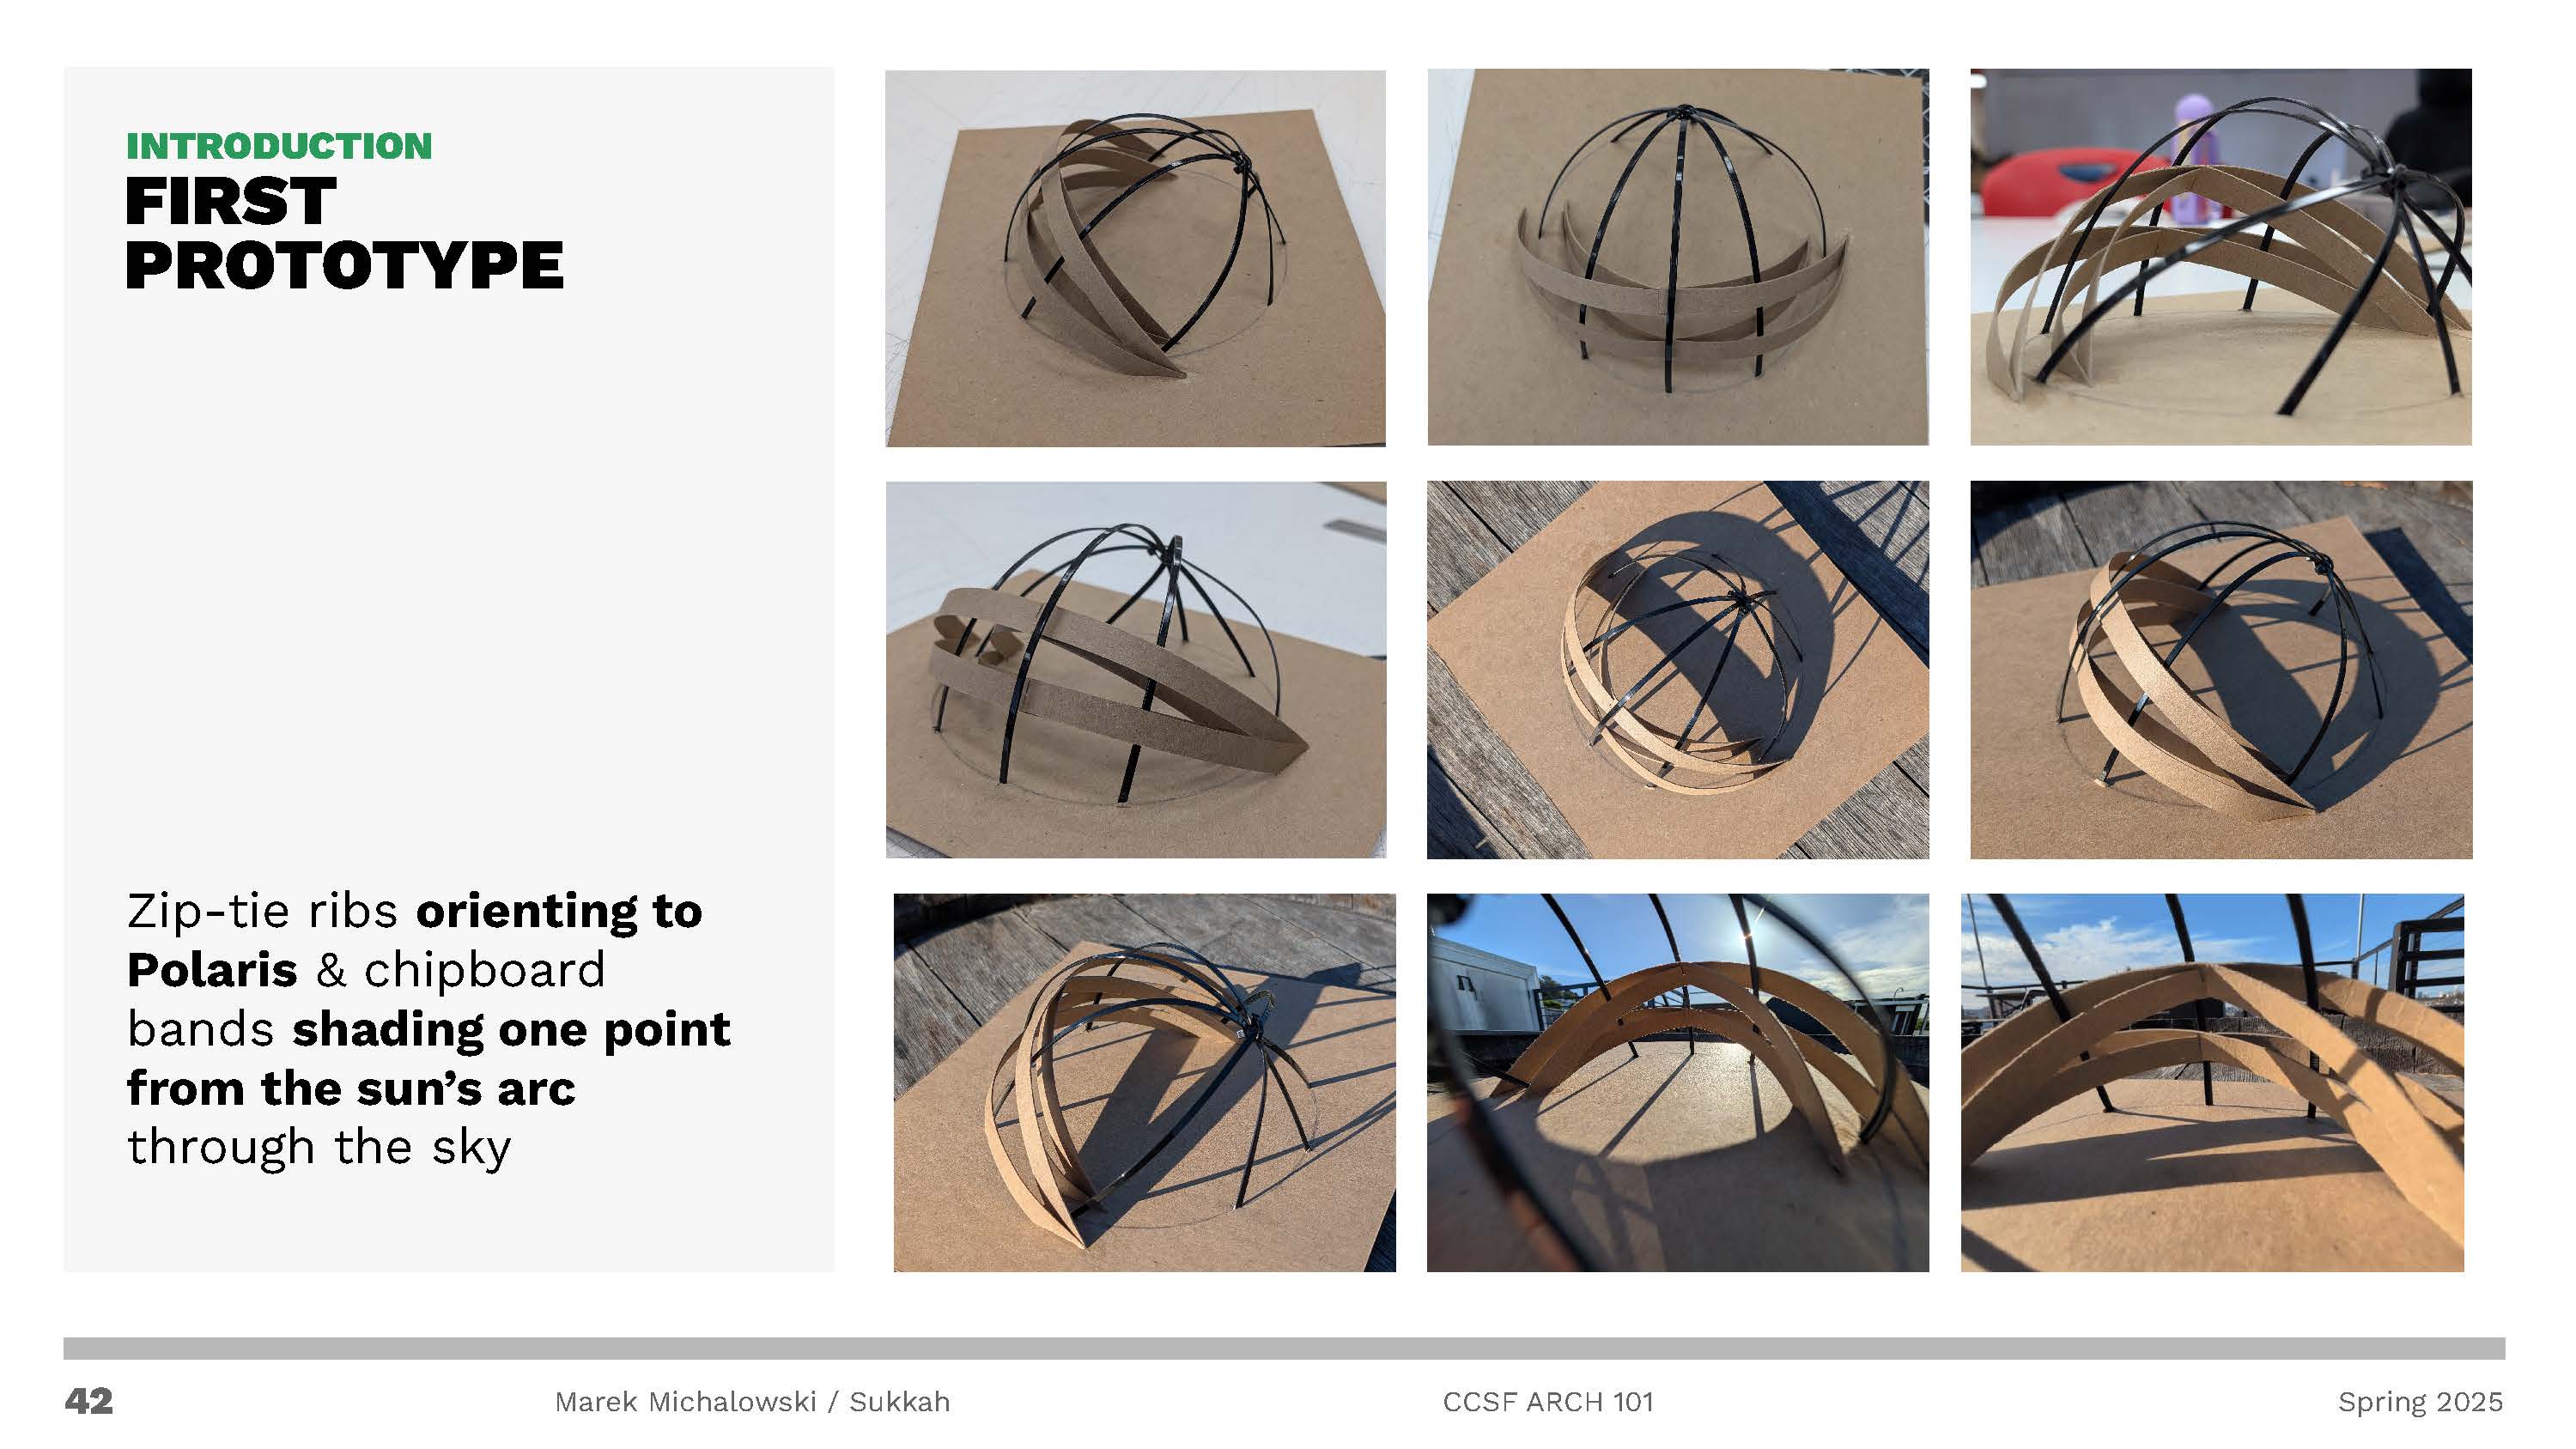 INTRODUCTION
FIRST
PROTOTYPE
Zip-tie ribs orienting to
Polaris & chipboard
bands shading one point
from the sun’s arc
through the sky
42
Marek Michalowski / Sukkah
CCSF ARCH 101
Spring 2025